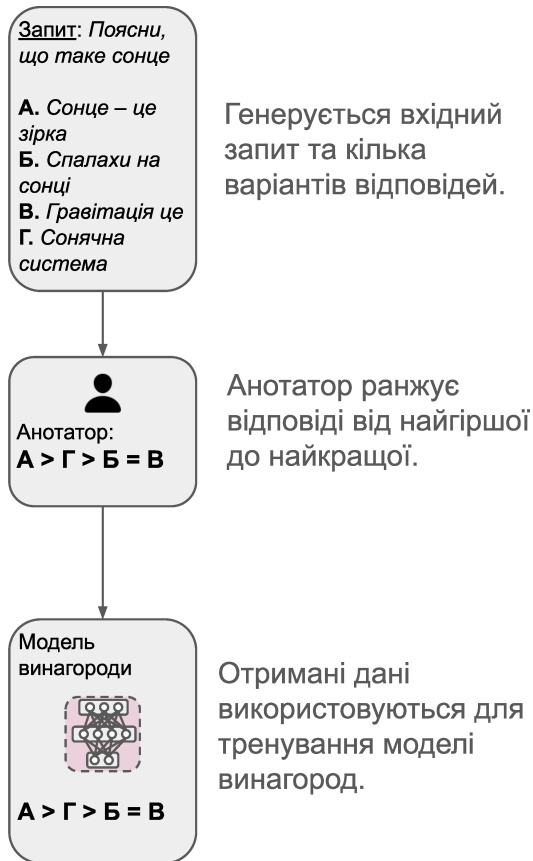 Запит: Поясни,
що таке сонце
А. Сонце – це
зірка
Б. Спалахи на
сонці
В. Гравітація це
Г. Сонячна
система
Генерується вхідний
запит та кілька
варіантів відповідей.
Анотатор:
А > Г > Б = В
Анотатор ранжує
відповіді від найгіршої
до найкращої.
Модель
винагороди
А > Г > Б = В
Отримані дані
використовуються для
тренування моделі
винагород.